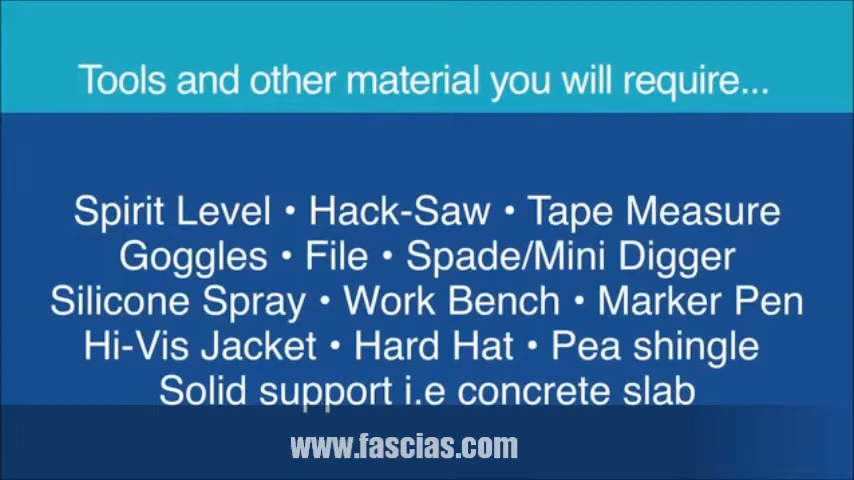 Tools and other material you will require...
Spirit Level • Hack-Saw • Tape Measure
Goggles • File • Spade/Mini Digger
Silicone Spray • Work Bench • Marker Pen
Hi-Vis Jacket • Hard Hat • Pea shingle
Solid support i.e concrete slab
www.fascias.com